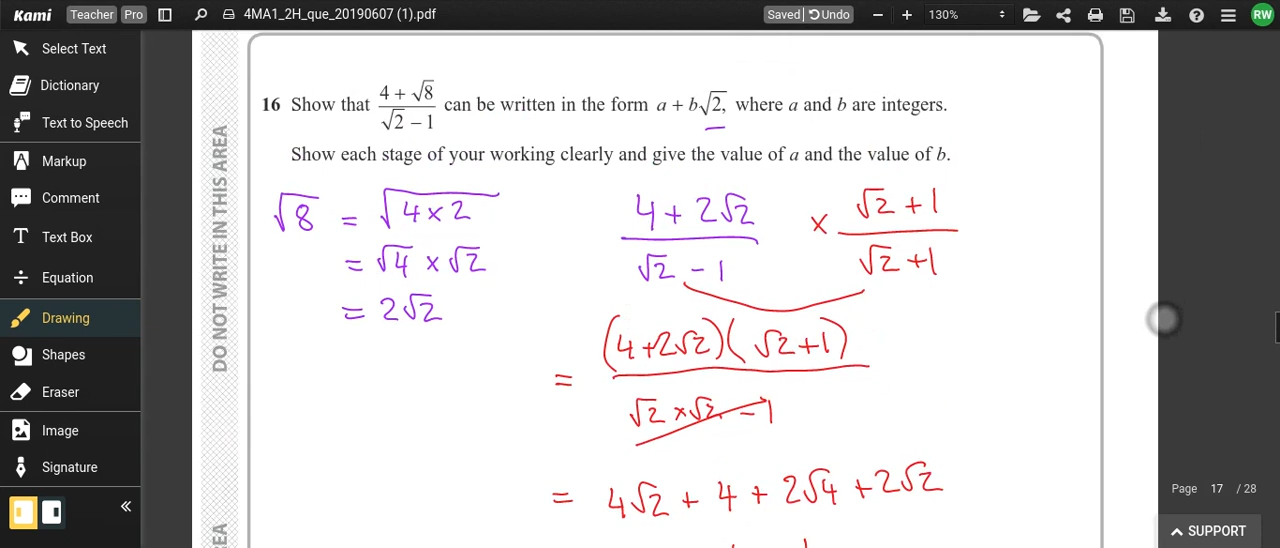 Kami Teacher Pro 4MA1_2H_que_20190607 (1).pdf Saved Undo − + 130% RW
Select Text
Dictionary
Text to Speech
Markup
Comment
Text Box
Equation
Drawing
Shapes
Eraser
Image
Signature
DO NOT WRITE IN THIS AREA
16 Show that (4 + √8)/(√2 − 1) can be written in the form a + b√2, where a and b are integers.
Show each stage of your working clearly and give the value of a and the value of b.
√8 = √(4 × 2)
= √4 × √2
= 2√2
(4 + 2√2)/(√2 − 1) × (√2 + 1)/(√2 + 1)
= (4+2√2)(√2+1)/(√2 × √2 − 1)
= 4√2 + 4 + 2√4 + 2√2
Page 17 / 28
SUPPORT